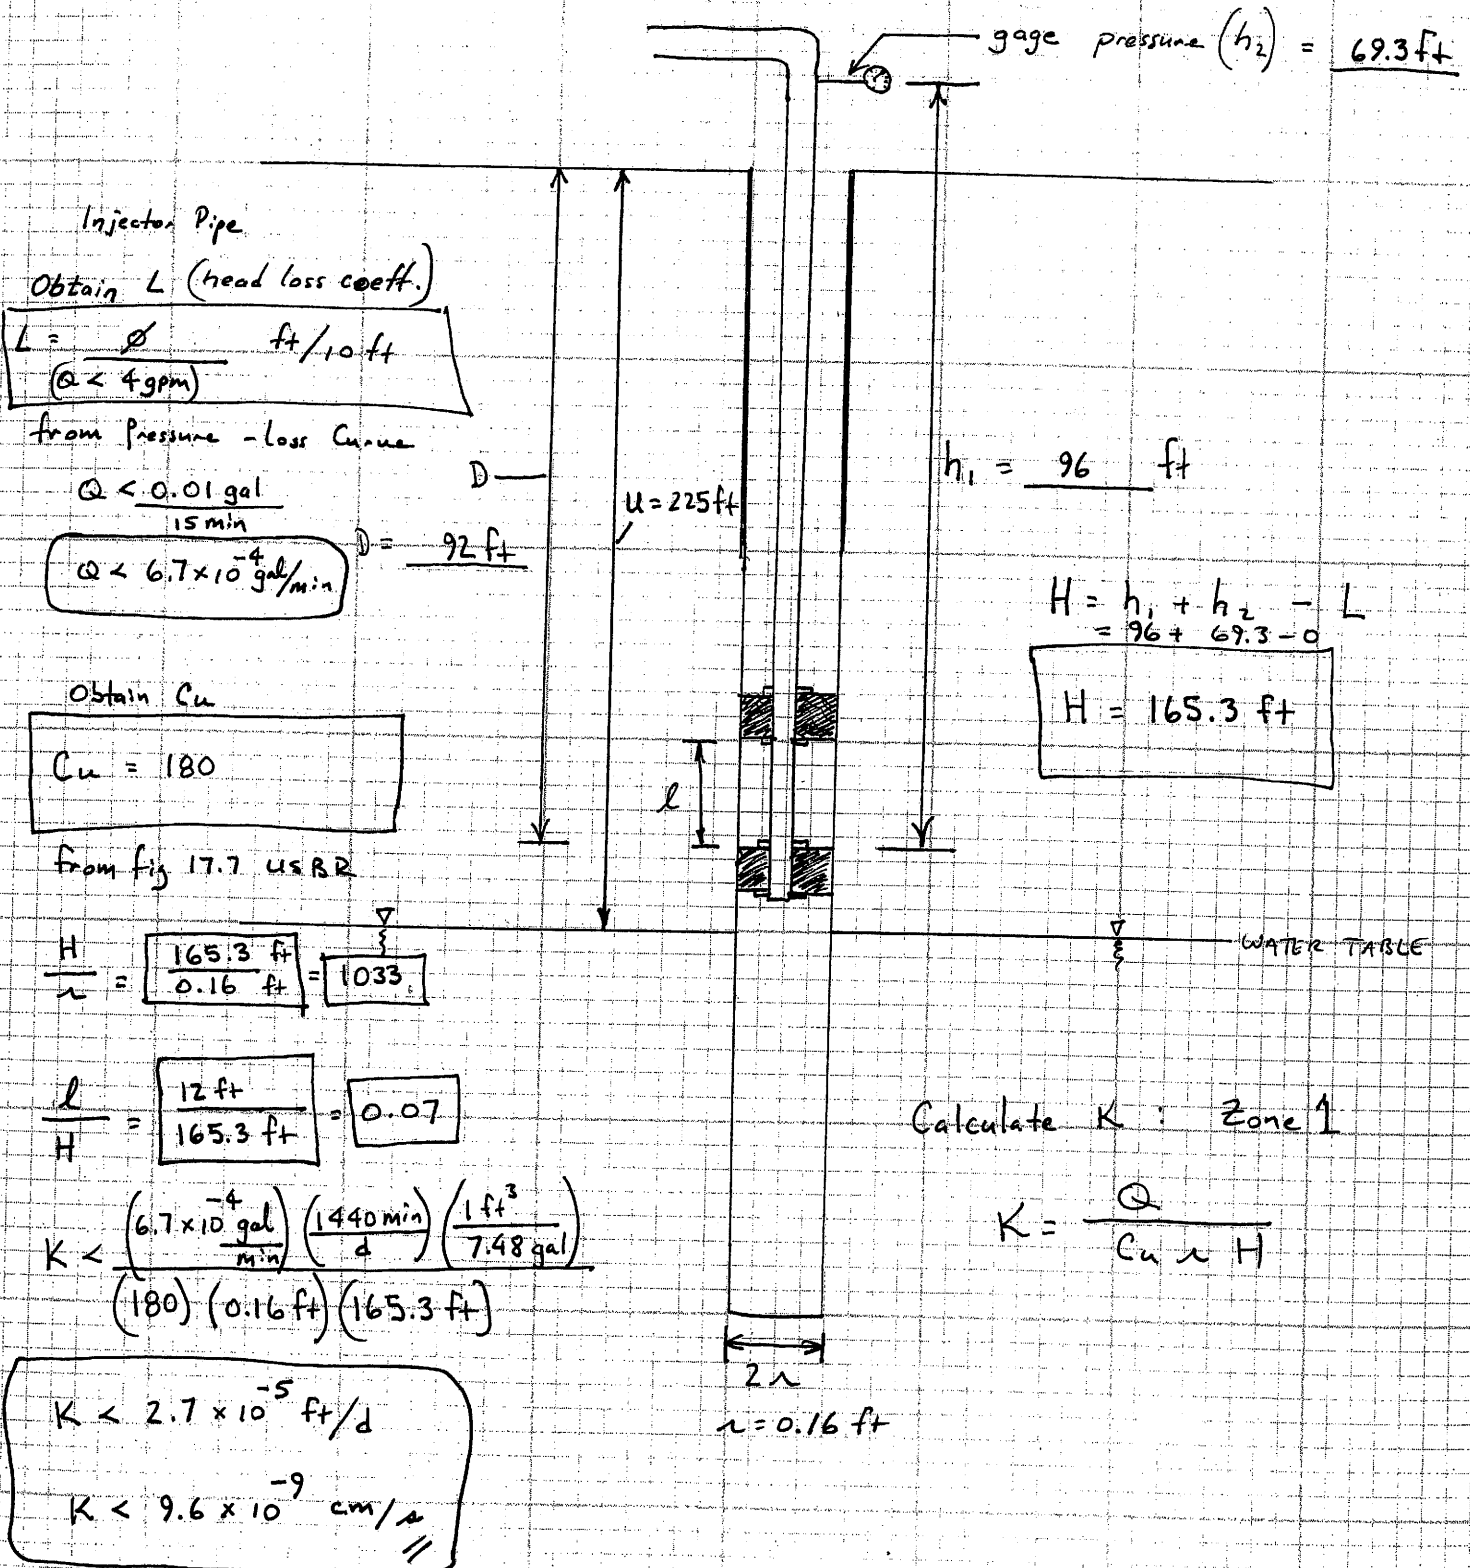 gage pressure (h₂) = 69.3 ft
Injector Pipe
Obtain L (head loss coeff.)
L = ∅ ft/10 ft
(Q < 4 gpm)
from Pressure - Loss Curve
Q < 0.01 gal
15 min
Q < 6.7 × 10⁻⁴ gal/min
D
D = 92 ft
U = 225 ft
h₁ = 96 ft
H = h₁ + h₂ - L
= 96 + 69.3 - 0
H = 165.3 ft
Obtain Cu
Cu = 180
from fig 17.7 USBR
l
WATER TABLE
H/r = 165.3 ft / 0.16 ft = 1033.
l/H = 12 ft / 165.3 ft = 0.07
Calculate K : Zone 1
K = Q / Cu r H
K < (6.7 × 10⁻⁴ gal/min) (1440 min/d) (1 ft³/7.48 gal)
(180) (0.16 ft) (165.3 ft)
2r
r = 0.16 ft
K < 2.7 × 10⁻⁵ ft/d
K < 9.6 × 10⁻⁹ cm/s